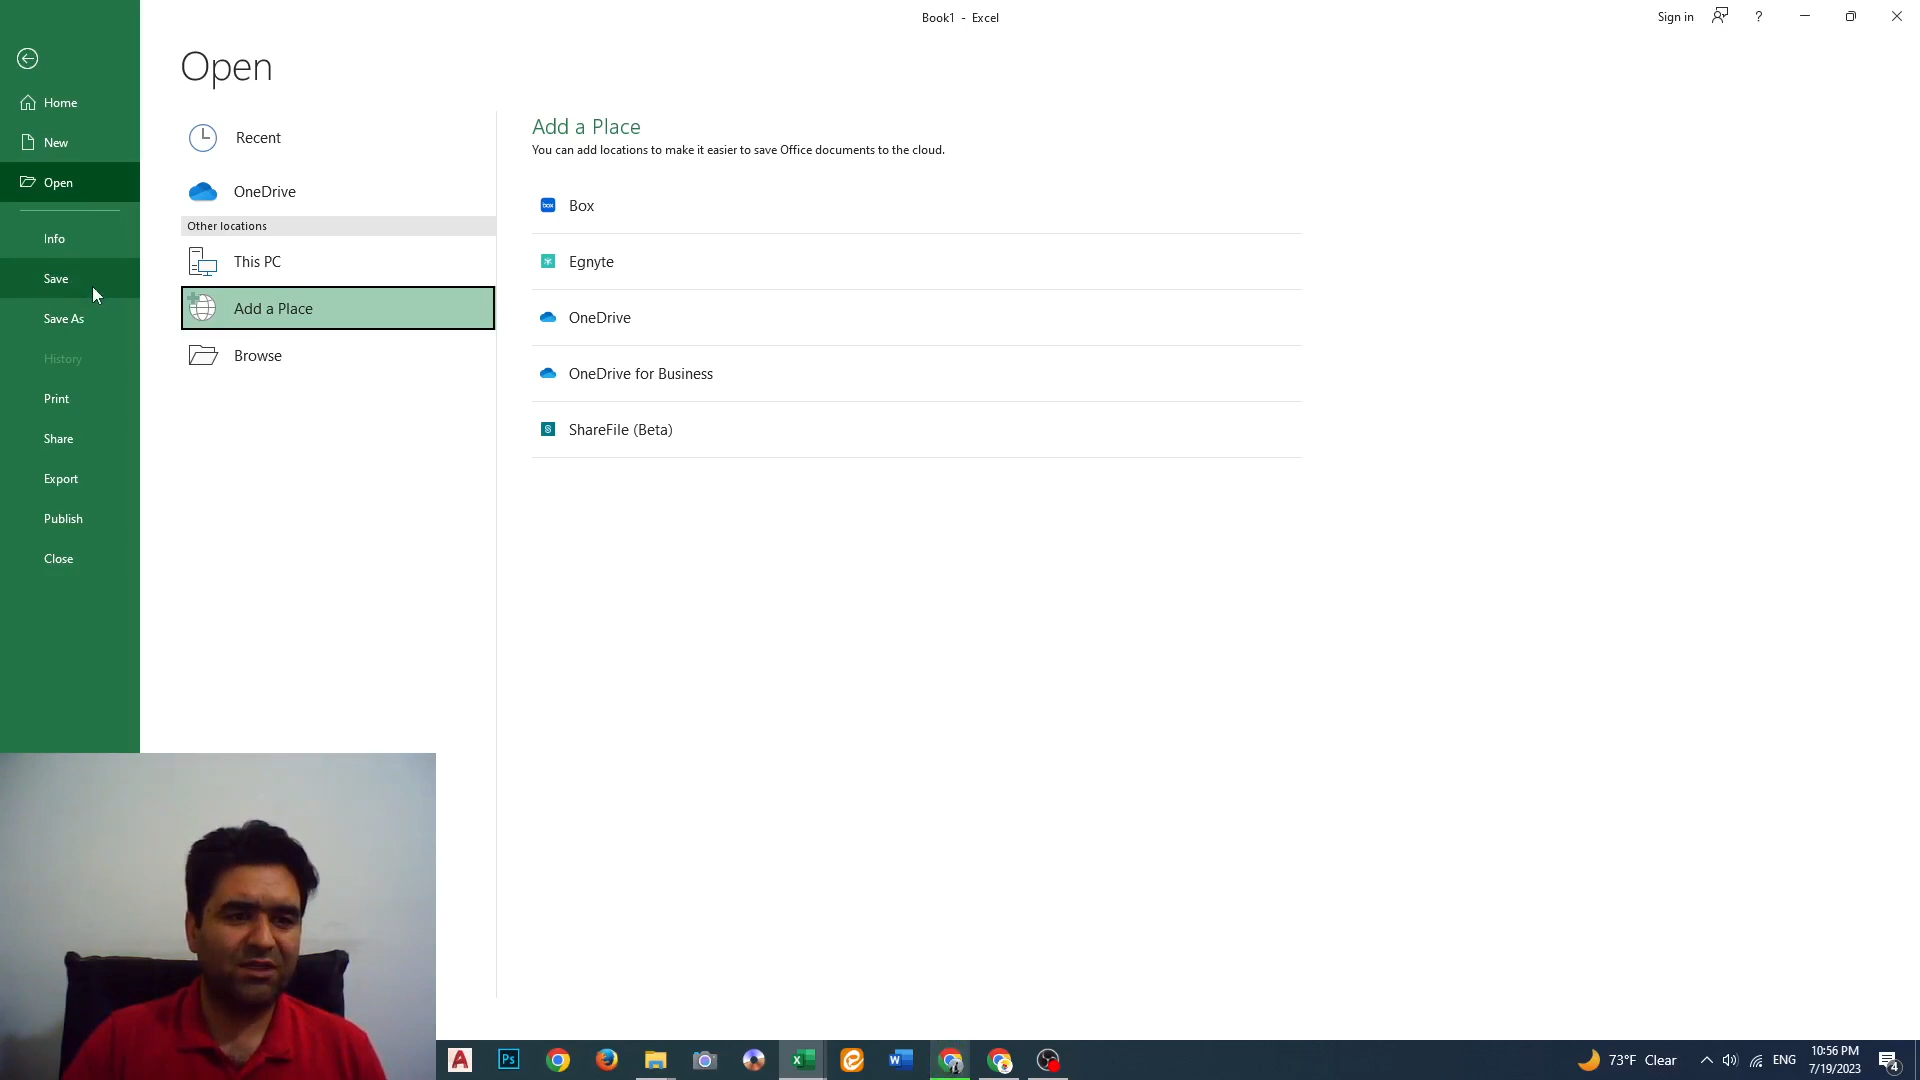 Book1 - Excel
Sign in
?
Open
Home
New
Open
Info
Save
Save As
History
Print
Share
Export
Publish
Close
Recent
OneDrive
Other locations
This PC
Add a Place
Browse
Add a Place
You can add locations to make it easier to save Office documents to the cloud.
box
Box
Egnyte
OneDrive
OneDrive for Business
S
ShareFile (Beta)
A
Ps
X
W
73°F Clear
ENG
10:56 PM
7/19/2023
4